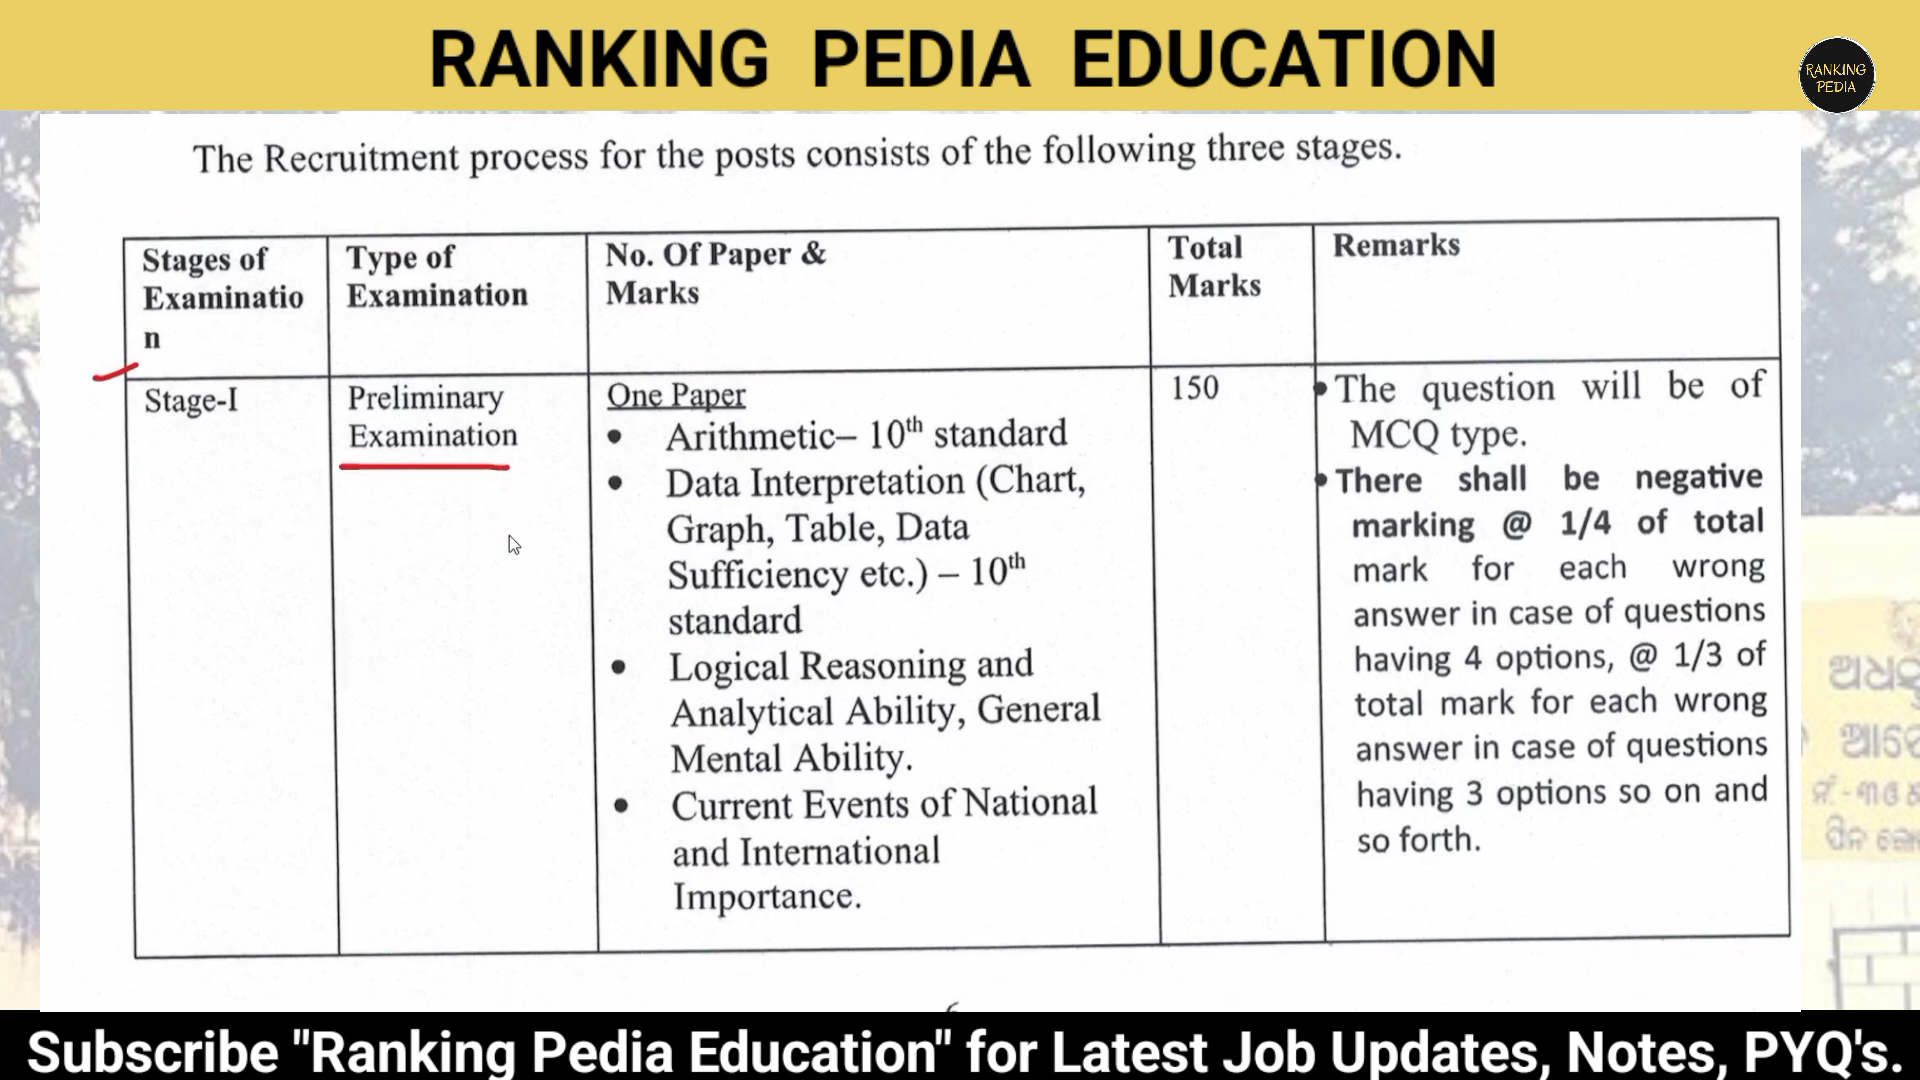 RANKING PEDIA EDUCATION
RANKING
PEDIA
The Recruitment process for the posts consists of the following three stages.
Stages of
Examinatio
n
Type of
Examination
No. Of Paper &
Marks
Total
Marks
Remarks
Stage-I
Preliminary
Examination
One Paper
• Arithmetic– 10th standard
• Data Interpretation (Chart,
Graph, Table, Data
Sufficiency etc.) – 10th
standard
• Logical Reasoning and
Analytical Ability, General
Mental Ability.
• Current Events of National
and International
Importance.
150
• The question will be of
MCQ type.
• There shall be negative
marking @ 1/4 of total
mark for each wrong
answer in case of questions
having 4 options, @ 1/3 of
total mark for each wrong
answer in case of questions
having 3 options so on and
so forth.
Subscribe "Ranking Pedia Education" for Latest Job Updates, Notes, PYQ's.